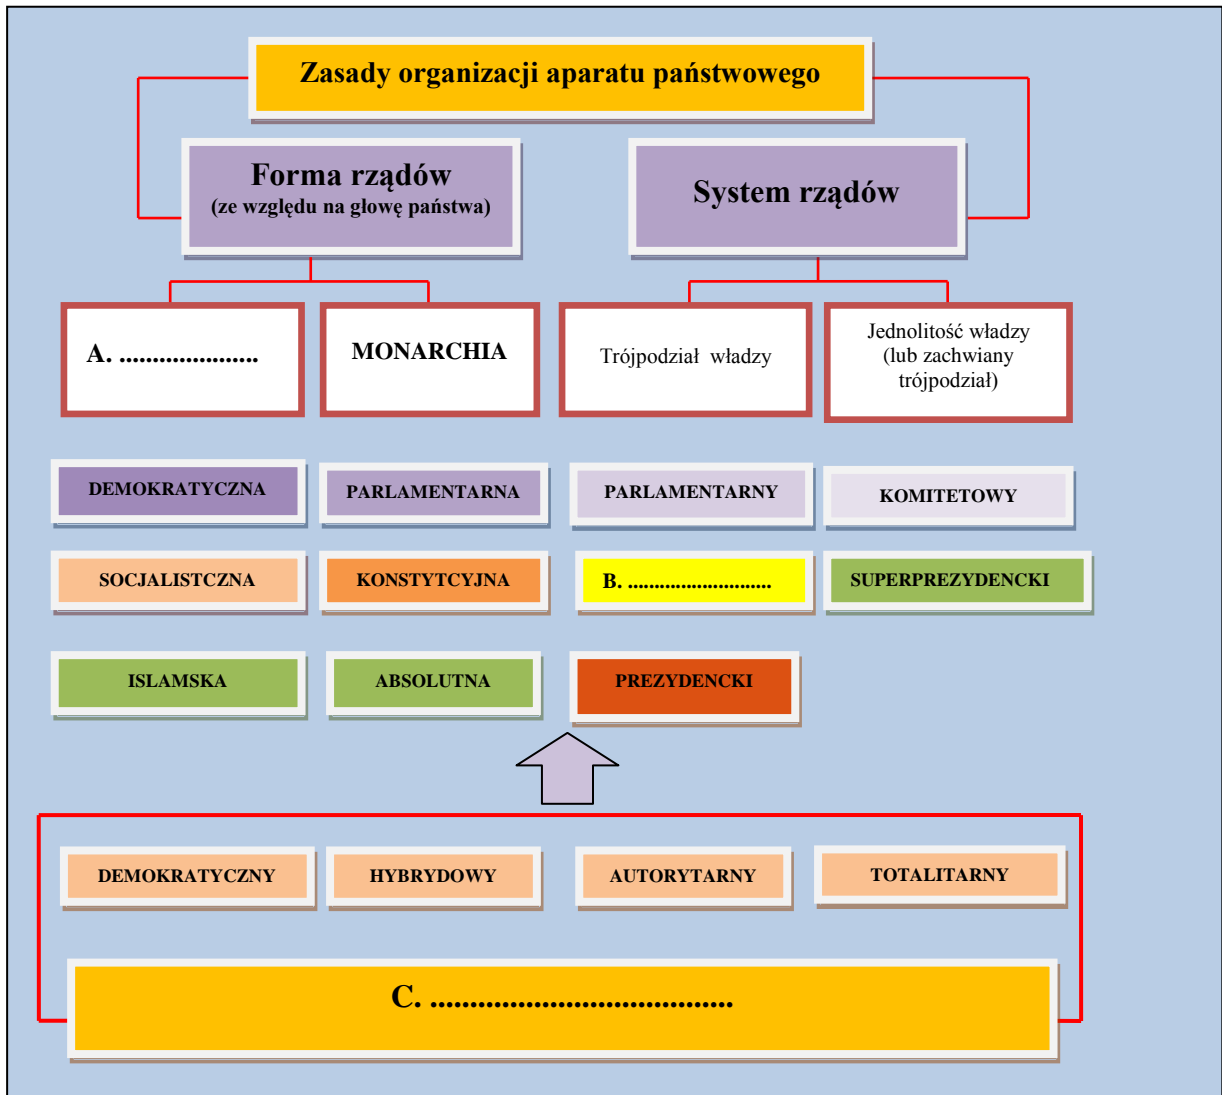 Zasady organizacji aparatu państwowego
Forma rządów
(ze względu na głowę państwa)
System rządów
A. .....................
MONARCHIA
Trójpodział władzy
Jednolitość władzy
(lub zachwiany
trójpodział)
DEMOKRATYCZNA
PARLAMENTARNA
PARLAMENTARNY
KOMITETOWY
SOCJALISTCZNA
KONSTYTCYJNA
B. ..........................
SUPERPREZYDENCKI
ISLAMSKA
ABSOLUTNA
PREZYDENCKI
DEMOKRATYCZNY
HYBRYDOWY
AUTORYTARNY
TOTALITARNY
C. ......................................